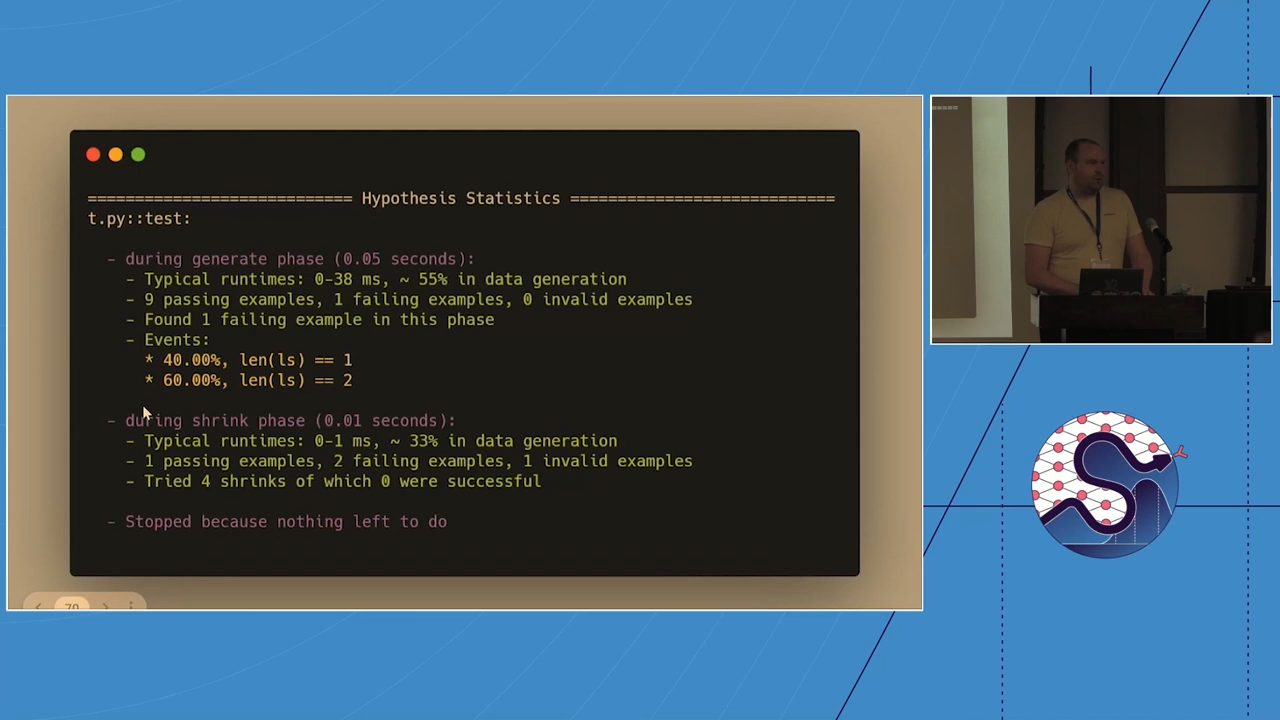 =========================== Hypothesis Statistics ===========================
t.py::test:
- during generate phase (0.05 seconds):
- Typical runtimes: 0-38 ms, ~ 55% in data generation
- 9 passing examples, 1 failing examples, 0 invalid examples
- Found 1 failing example in this phase
- Events:
* 40.00%, len(ls) == 1
* 60.00%, len(ls) == 2
- during shrink phase (0.01 seconds):
- Typical runtimes: 0-1 ms, ~ 33% in data generation
- 1 passing examples, 2 failing examples, 1 invalid examples
- Tried 4 shrinks of which 0 were successful
- Stopped because nothing left to do